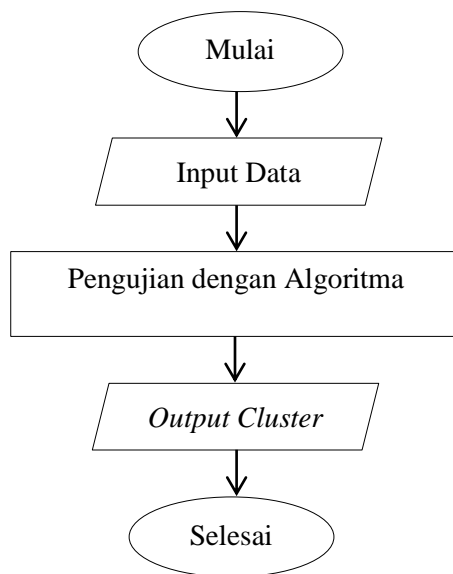 Mulai
Input Data
Pengujian dengan Algoritma
Output Cluster
Selesai